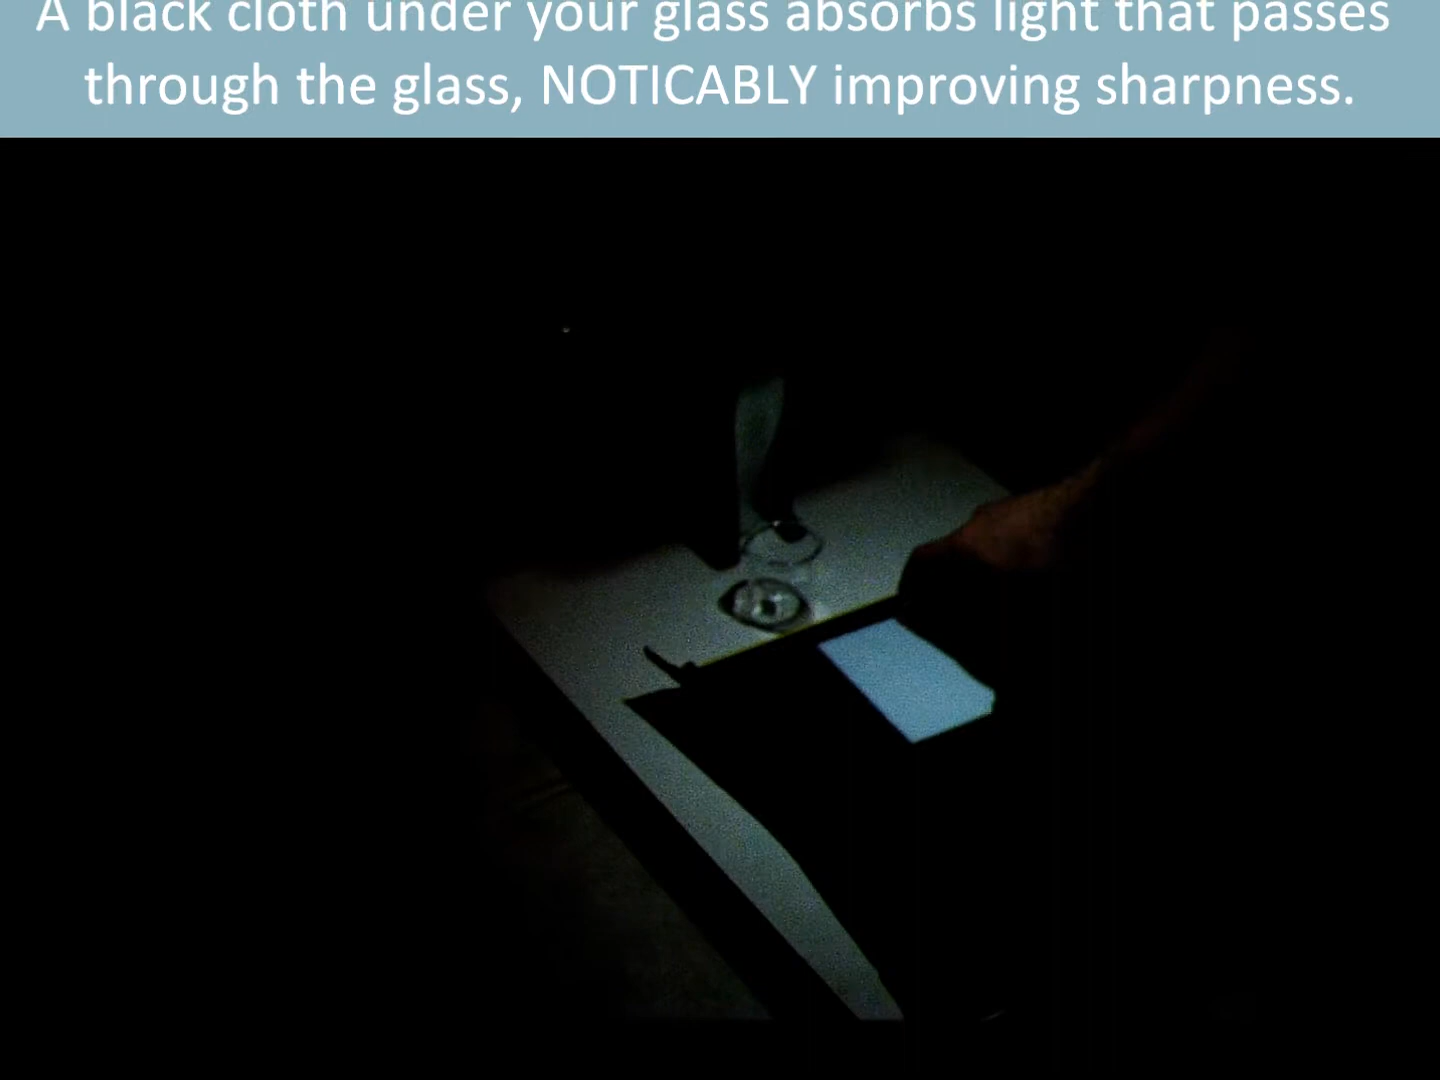 A black cloth under your glass absorbs light that passes
through the glass, NOTICABLY improving sharpness.